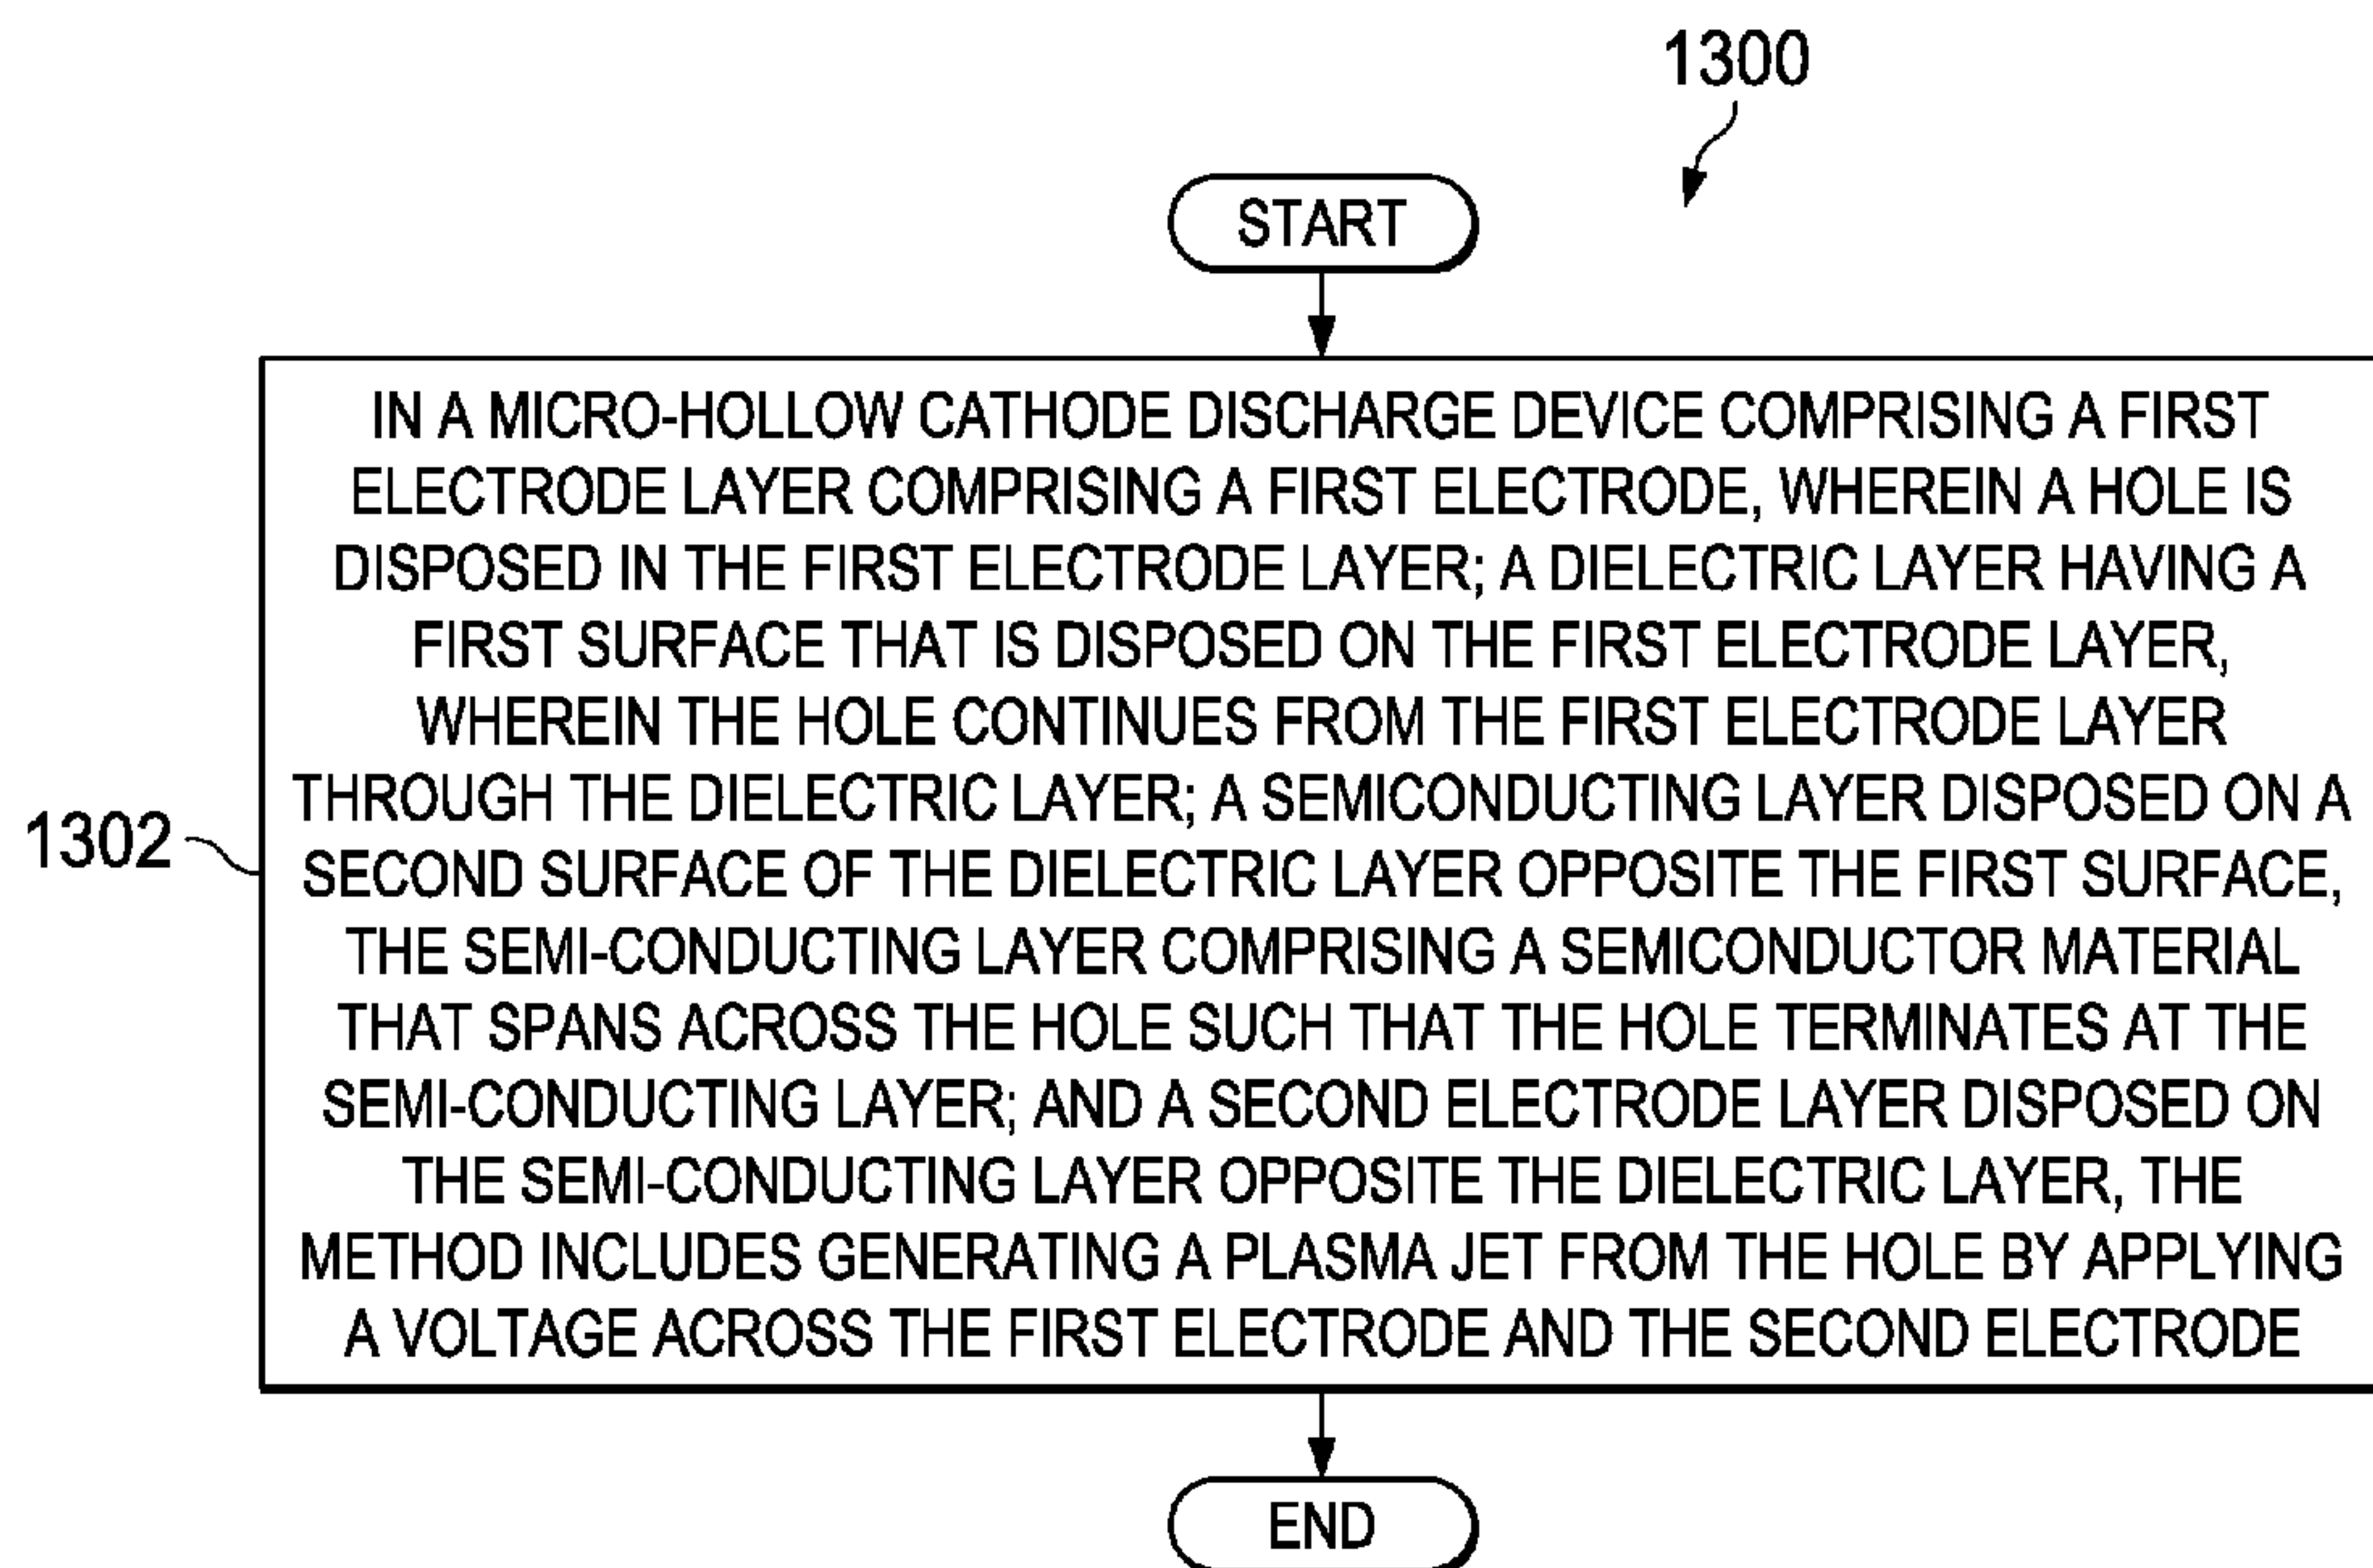 1300
START
IN A MICRO-HOLLOW CATHODE DISCHARGE DEVICE COMPRISING A FIRST
ELECTRODE LAYER COMPRISING A FIRST ELECTRODE, WHEREIN A HOLE IS
DISPOSED IN THE FIRST ELECTRODE LAYER; A DIELECTRIC LAYER HAVING A
FIRST SURFACE THAT IS DISPOSED ON THE FIRST ELECTRODE LAYER,
WHEREIN THE HOLE CONTINUES FROM THE FIRST ELECTRODE LAYER
THROUGH THE DIELECTRIC LAYER; A SEMICONDUCTING LAYER DISPOSED ON A
1302
SECOND SURFACE OF THE DIELECTRIC LAYER OPPOSITE THE FIRST SURFACE,
THE SEMI-CONDUCTING LAYER COMPRISING A SEMICONDUCTOR MATERIAL
THAT SPANS ACROSS THE HOLE SUCH THAT THE HOLE TERMINATES AT THE
SEMI-CONDUCTING LAYER; AND A SECOND ELECTRODE LAYER DISPOSED ON
THE SEMI-CONDUCTING LAYER OPPOSITE THE DIELECTRIC LAYER, THE
METHOD INCLUDES GENERATING A PLASMA JET FROM THE HOLE BY APPLYING
A VOLTAGE ACROSS THE FIRST ELECTRODE AND THE SECOND ELECTRODE
END